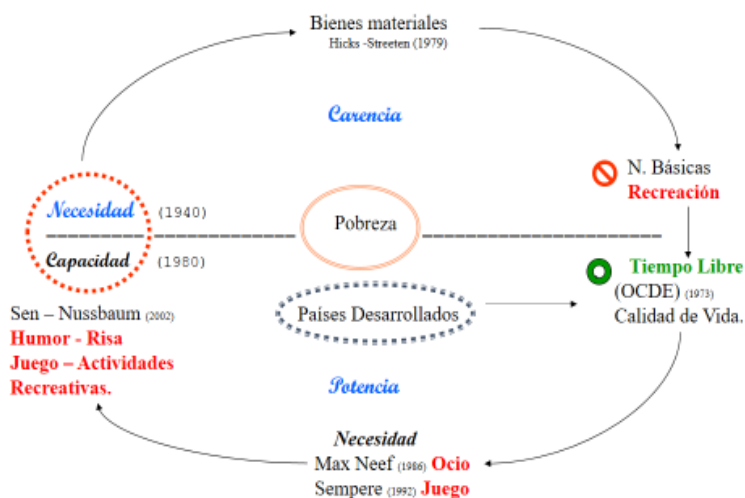 Bienes materiales
Hicks -Streeten (1979)
Carencia
N. Básicas
Recreación
Necesidad (1940)
Pobreza
Capacidad (1980)
Tiempo Libre
(OCDE) (1973)
Calidad de Vida.
Países Desarrollados
Sen – Nussbaum (2002)
Humor - Risa
Juego – Actividades
Recreativas.
Potencia
Necesidad
Max Neef (1986) Ocio
Sempere (1992) Juego